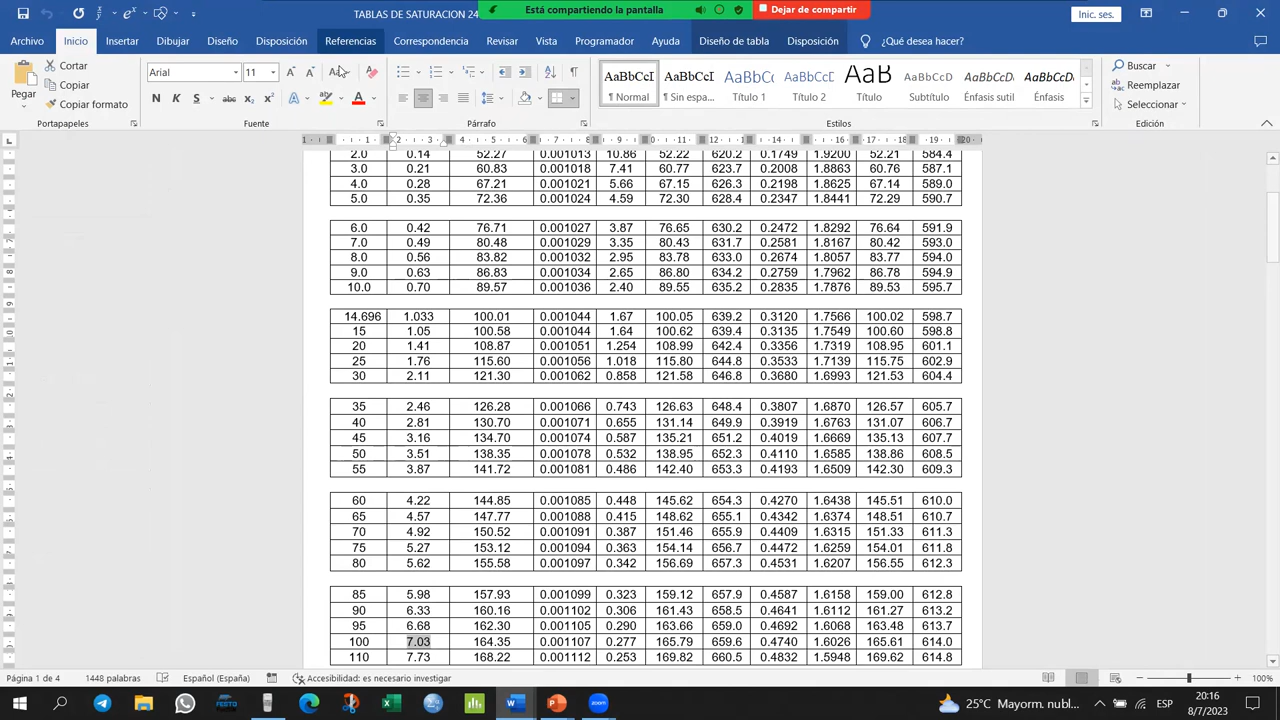 TABLAS DE SATURACION 24
Está compartiendo la pantalla
Dejar de compartir
Inic. ses.
Archivo Inicio Insertar Dibujar Diseño Disposición Referencias Correspondencia Revisar Vista Programador Ayuda Diseño de tabla Disposición ¿Qué desea hacer?
Pegar
Cortar
Copiar
Copiar formato
Portapapeles
Arial 11
N K S abc x₂ x²
Fuente
Párrafo
AaBbCcD AaBbCcD AaBbCc AaBbCcD AaB AaBbCcD AaBbCcDi AaBbCcDi
¶ Normal ¶ Sin espa... Título 1 Título 2 Título Subtítulo Énfasis sutil Énfasis
Estilos
Buscar
Reemplazar
Seleccionar
Edición
2.0 0.14 52.27 0.001013 10.86 52.22 620.2 0.1749 1.9200 52.21 584.4
3.0 0.21 60.83 0.001018 7.41 60.77 623.7 0.2008 1.8863 60.76 587.1
4.0 0.28 67.21 0.001021 5.66 67.15 626.3 0.2198 1.8625 67.14 589.0
5.0 0.35 72.36 0.001024 4.59 72.30 628.4 0.2347 1.8441 72.29 590.7
6.0 0.42 76.71 0.001027 3.87 76.65 630.2 0.2472 1.8292 76.64 591.9
7.0 0.49 80.48 0.001029 3.35 80.43 631.7 0.2581 1.8167 80.42 593.0
8.0 0.56 83.82 0.001032 2.95 83.78 633.0 0.2674 1.8057 83.77 594.0
9.0 0.63 86.83 0.001034 2.65 86.80 634.2 0.2759 1.7962 86.78 594.9
10.0 0.70 89.57 0.001036 2.40 89.55 635.2 0.2835 1.7876 89.53 595.7
14.696 1.033 100.01 0.001044 1.67 100.05 639.2 0.3120 1.7566 100.02 598.7
15 1.05 100.58 0.001044 1.64 100.62 639.4 0.3135 1.7549 100.60 598.8
20 1.41 108.87 0.001051 1.254 108.99 642.4 0.3356 1.7319 108.95 601.1
25 1.76 115.60 0.001056 1.018 115.80 644.8 0.3533 1.7139 115.75 602.9
30 2.11 121.30 0.001062 0.858 121.58 646.8 0.3680 1.6993 121.53 604.4
35 2.46 126.28 0.001066 0.743 126.63 648.4 0.3807 1.6870 126.57 605.7
40 2.81 130.70 0.001071 0.655 131.14 649.9 0.3919 1.6763 131.07 606.7
45 3.16 134.70 0.001074 0.587 135.21 651.2 0.4019 1.6669 135.13 607.7
50 3.51 138.35 0.001078 0.532 138.95 652.3 0.4110 1.6585 138.86 608.5
55 3.87 141.72 0.001081 0.486 142.40 653.3 0.4193 1.6509 142.30 609.3
60 4.22 144.85 0.001085 0.448 145.62 654.3 0.4270 1.6438 145.51 610.0
65 4.57 147.77 0.001088 0.415 148.62 655.1 0.4342 1.6374 148.51 610.7
70 4.92 150.52 0.001091 0.387 151.46 655.9 0.4409 1.6315 151.33 611.3
75 5.27 153.12 0.001094 0.363 154.14 656.7 0.4472 1.6259 154.01 611.8
80 5.62 155.58 0.001097 0.342 156.69 657.3 0.4531 1.6207 156.55 612.3
85 5.98 157.93 0.001099 0.323 159.12 657.9 0.4587 1.6158 159.00 612.8
90 6.33 160.16 0.001102 0.306 161.43 658.5 0.4641 1.6112 161.27 613.2
95 6.68 162.30 0.001105 0.290 163.66 659.0 0.4692 1.6068 163.48 613.7
100 7.03 164.35 0.001107 0.277 165.79 659.6 0.4740 1.6026 165.61 614.0
110 7.73 168.22 0.001112 0.253 169.82 660.5 0.4832 1.5948 169.62 614.8
Página 1 de 4 1448 palabras Español (España) Accesibilidad: es necesario investigar 100%
FESTO
25°C Mayorm. nubl... ESP 20:16
8/7/2023